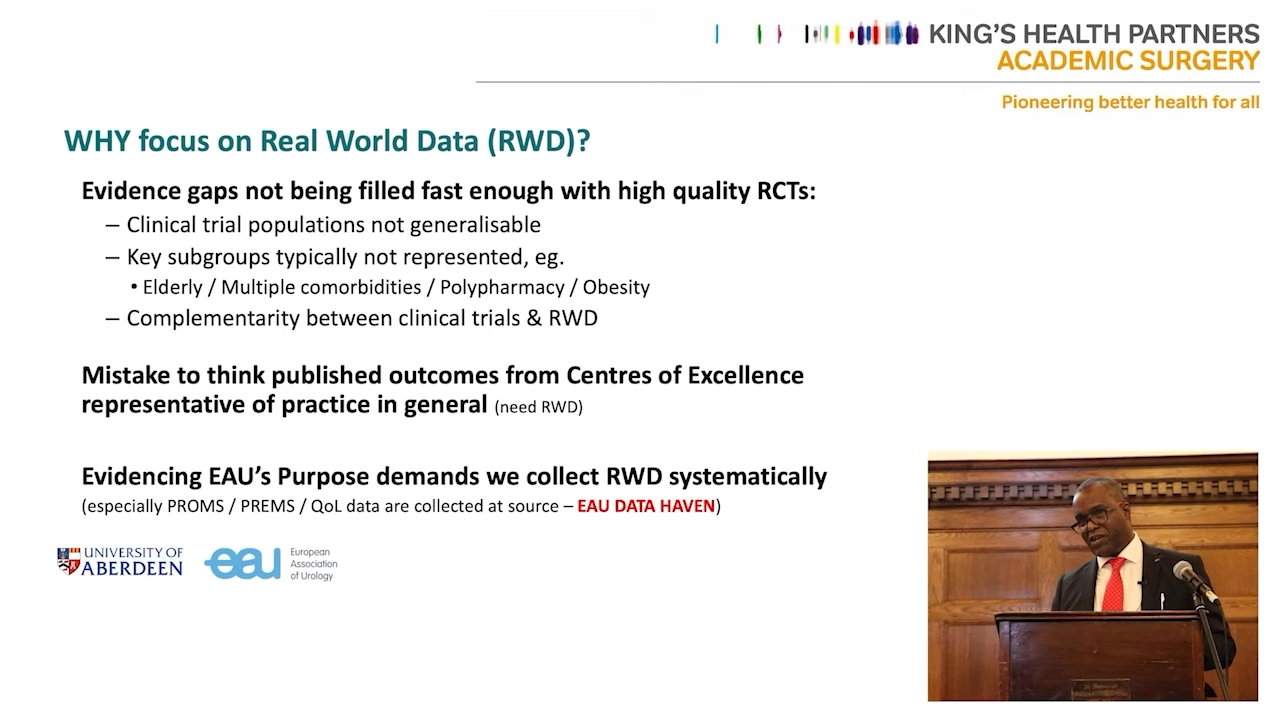 KING'S HEALTH PARTNERS
ACADEMIC SURGERY
Pioneering better health for all
WHY focus on Real World Data (RWD)?
Evidence gaps not being filled fast enough with high quality RCTs:
– Clinical trial populations not generalisable
– Key subgroups typically not represented, eg.
• Elderly / Multiple comorbidities / Polypharmacy / Obesity
– Complementarity between clinical trials & RWD
Mistake to think published outcomes from Centres of Excellence
representative of practice in general (need RWD)
Evidencing EAU's Purpose demands we collect RWD systematically
(especially PROMS / PREMS / QoL data are collected at source – EAU DATA HAVEN)
UNIVERSITY OF
ABERDEEN
eau
European
Association
of Urology